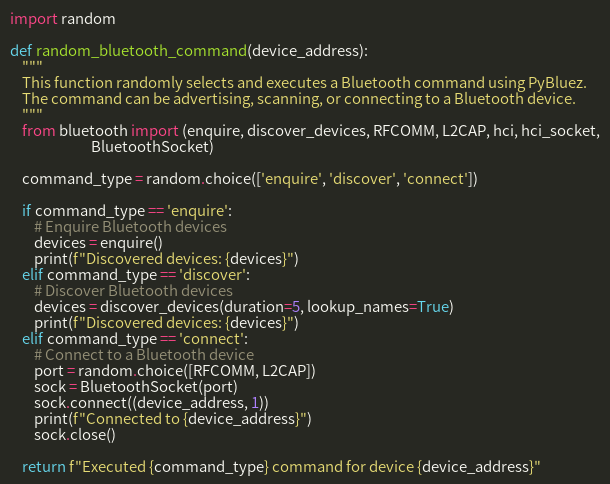 import random

def random_bluetooth_command(device_address):
    """
    This function randomly selects and executes a Bluetooth command using PyBluez.
    The command can be advertising, scanning, or connecting to a Bluetooth device.
    """
    from bluetooth import (enquire, discover_devices, RFCOMM, L2CAP, hci, hci_socket,
                           BluetoothSocket)

    command_type = random.choice(['enquire', 'discover', 'connect'])

    if command_type == 'enquire':
        # Enquire Bluetooth devices
        devices = enquire()
        print(f"Discovered devices: {devices}")
    elif command_type == 'discover':
        # Discover Bluetooth devices
        devices = discover_devices(duration=5, lookup_names=True)
        print(f"Discovered devices: {devices}")
    elif command_type == 'connect':
        # Connect to a Bluetooth device
        port = random.choice([RFCOMM, L2CAP])
        sock = BluetoothSocket(port)
        sock.connect((device_address, 1))
        print(f"Connected to {device_address}")
        sock.close()

    return f"Executed {command_type} command for device {device_address}"